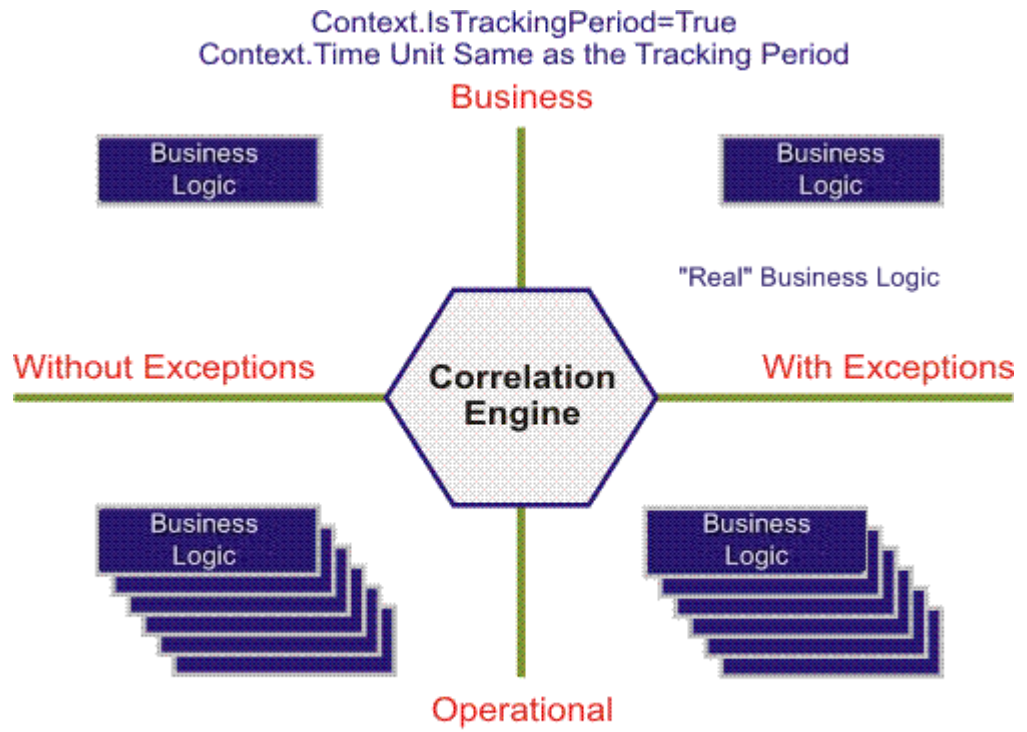 Context.IsTrackingPeriod=True
Context.Time Unit Same as the Tracking Period
Business
Business
Logic
Business
Logic
"Real" Business Logic
Without Exceptions
With Exceptions
Correlation
Engine
Business
Logic
Business
Logic
Operational